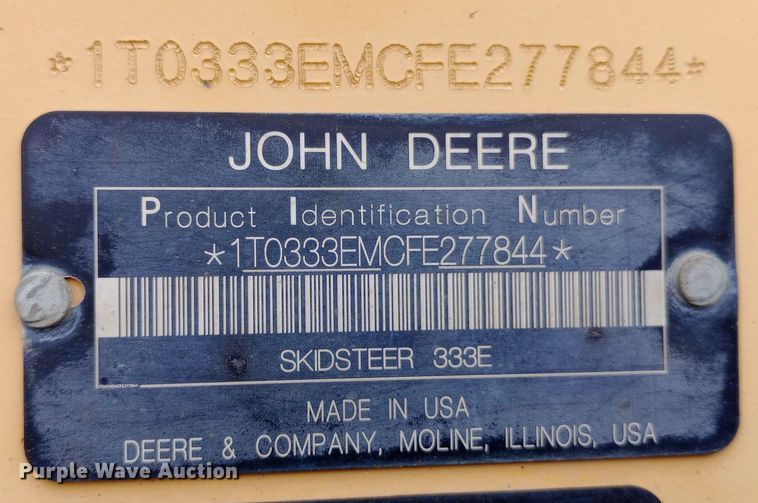 *1T0333EMCFE277844*
JOHN DEERE
Product Identification Number
*1T0333EMCFE277844*
SKIDSTEER 333E
1T0333EMCFE277844
MADE IN USA
DEERE & COMPANY, MOLINE, ILLINOIS, USA
Purple Wave Auction